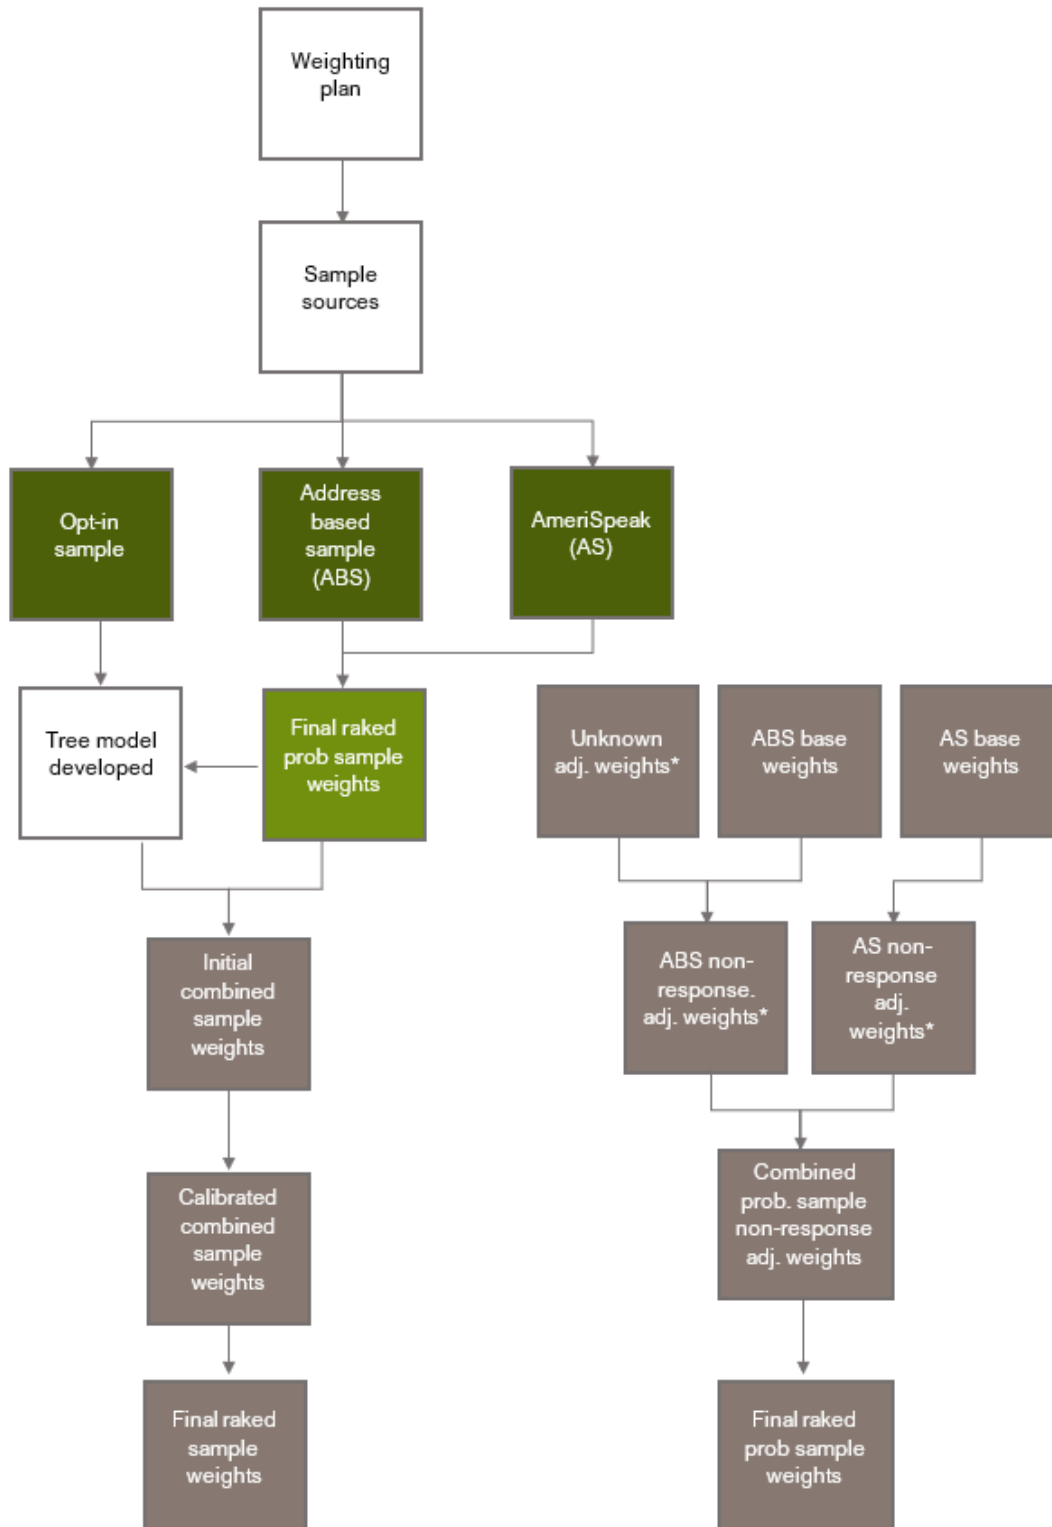 Weighting
plan
Sample
sources
Opt-in
sample
Address
based
sample
(ABS)
AmeriSpeak
(AS)
Tree model
developed
Final raked
prob sample
weights
Unknown
adj. weights*
ABS base
weights
AS base
weights
Initial
combined
sample
weights
ABS non-
response.
adj. weights*
AS non-
response
adj.
weights*
Calibrated
combined
sample
weights
Combined
prob. sample
non-response
adj. weights
Final raked
sample
weights
Final raked
prob sample
weights